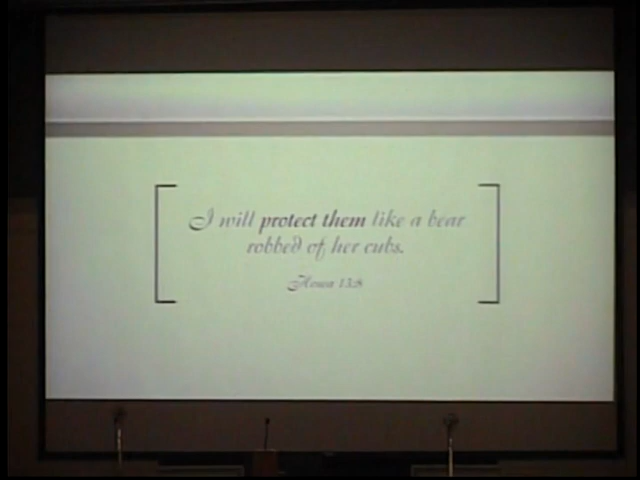 I will protect them like a bear
robbed of her cubs.
Hosea 13:8